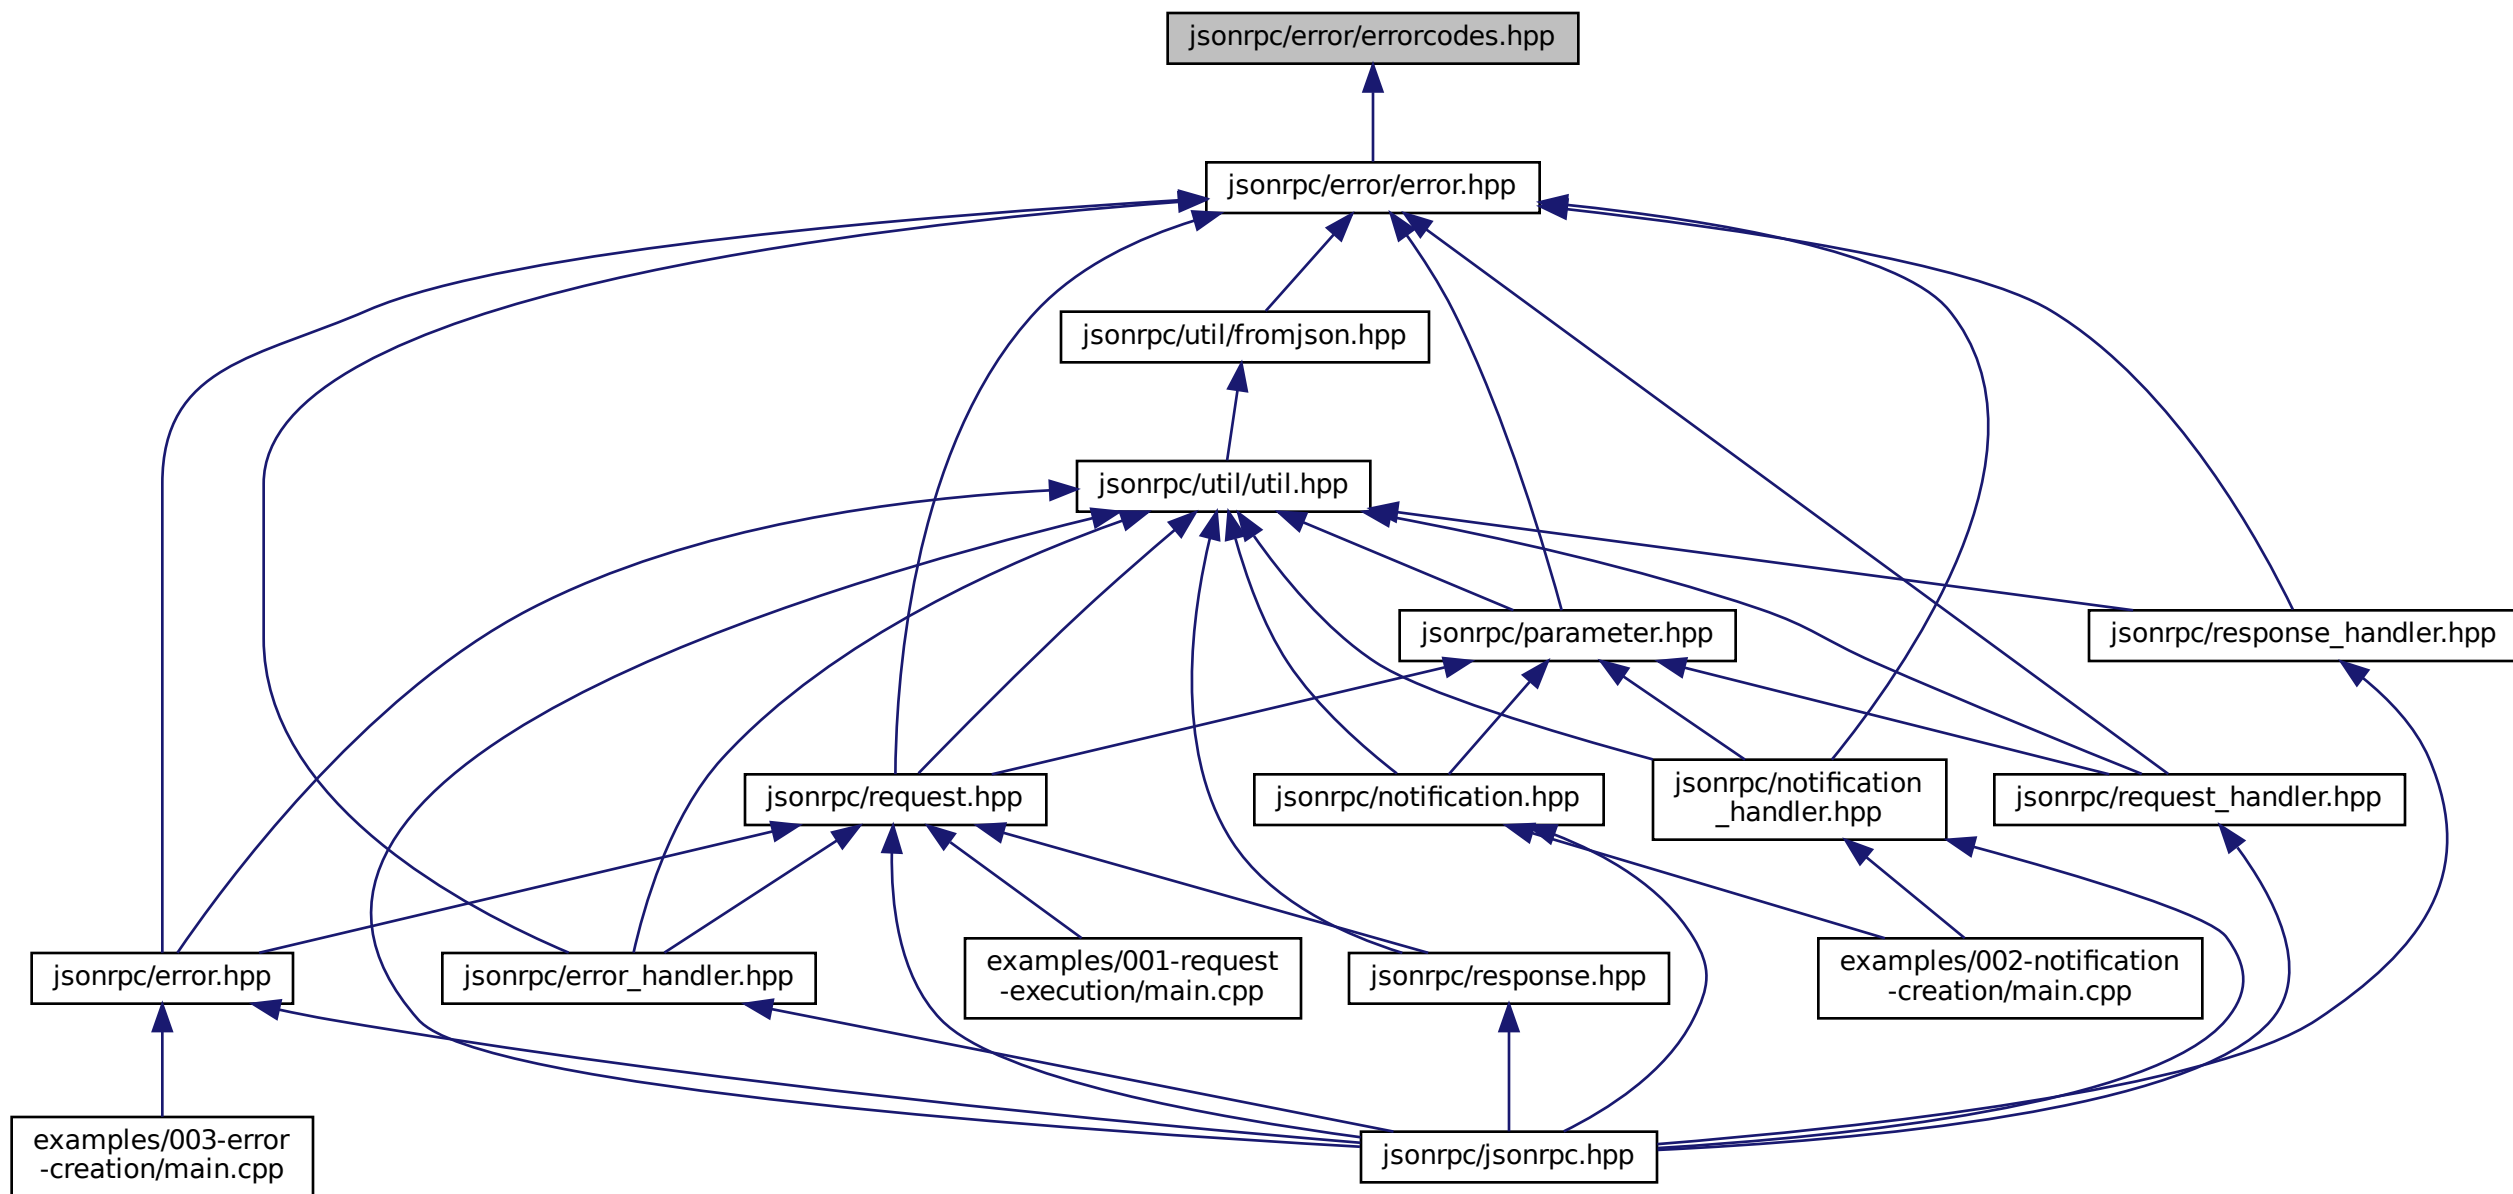 jsonrpc/error/errorcodes.hpp
jsonrpc/error/error.hpp
jsonrpc/util/fromjson.hpp
jsonrpc/util/util.hpp
jsonrpc/parameter.hpp
jsonrpc/response_handler.hpp
jsonrpc/request.hpp
jsonrpc/notification.hpp
jsonrpc/notification
_handler.hpp
jsonrpc/request_handler.hpp
jsonrpc/error.hpp
jsonrpc/error_handler.hpp
examples/001-request
-execution/main.cpp
jsonrpc/response.hpp
examples/002-notification
-creation/main.cpp
examples/003-error
-creation/main.cpp
jsonrpc/jsonrpc.hpp